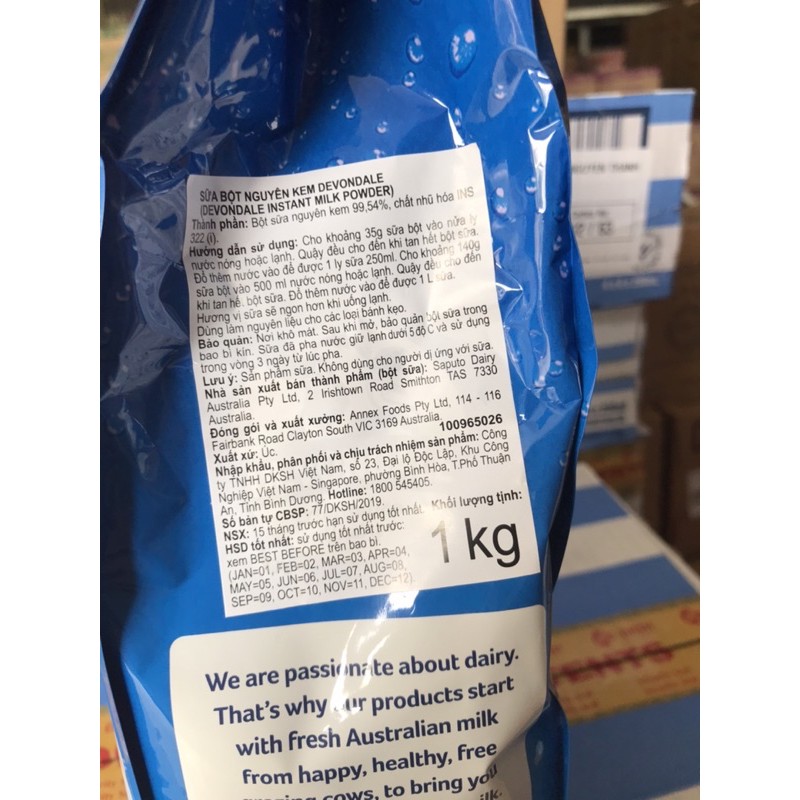 SỮA BỘT NGUYÊN KEM DEVONDALE
(DEVONDALE INSTANT MILK POWDER)
Thành phần: Bột sữa nguyên kem 99,54%, chất nhũ hóa INS
322 (i).
Hướng dẫn sử dụng: Cho khoảng 35g sữa bột vào nửa ly
nước nóng hoặc lạnh. Quậy đều cho đến khi tan hết bột sữa.
Đổ thêm nước vào để được 1 ly sữa 250ml. Cho khoảng 140g
sữa bột vào 500 ml nước nóng hoặc lạnh. Quậy đều cho đến
khi tan hế bột sữa. Đổ thêm nước vào để được 1 L sữa.
Hương vị sữa sẽ ngon hơn khi uống lạnh.
Dùng làm nguyên liệu cho các loại bánh kẹo.
Bảo quản: Nơi khô mát. Sau khi mở, bảo quản bột sữa trong
bao bì kín. Sữa đã pha nước giữ lạnh dưới 5 độ C và sử dụng
trong vòng 3 ngày từ lúc pha.
Lưu ý: Sản phẩm sữa. Không dùng cho người dị ứng với sữa.
Nhà sản xuất bán thành phẩm (bột sữa): Saputo Dairy
Australia Pty Ltd, 2 Irishtown Road Smithton TAS 7330
Australia.
Đóng gói và xuất xưởng: Annex Foods Pty Ltd, 114 - 116
Fairbank Road Clayton South VIC 3169 Australia.
Xuất xứ: Úc. 100965026
Nhập khẩu, phân phối và chịu trách nhiệm sản phẩm: Công
ty TNHH DKSH Việt Nam, số 23, Đại lộ Độc Lập, Khu Công
Nghiệp Việt Nam - Singapore, phường Bình Hòa, T.Phố Thuận
An, Tỉnh Bình Dương. Hotline: 1800 545405.
Số bản tự CBSP: 77/DKSH/2019.
NSX: 15 tháng trước hạn sử dụng tốt nhất. Khối lượng tịnh:
HSD tốt nhất: sử dụng tốt nhất trước:
xem BEST BEFORE trên bao bì. 1 kg
(JAN=01, FEB=02, MAR=03, APR=04,
MAY=05, JUN=06, JUL=07, AUG=08,
SEP=09, OCT=10, NOV=11, DEC=12).
We are passionate about dairy.
That's why our products start
with fresh Australian milk
from happy, healthy, free
grazing cows, to bring you
milk.